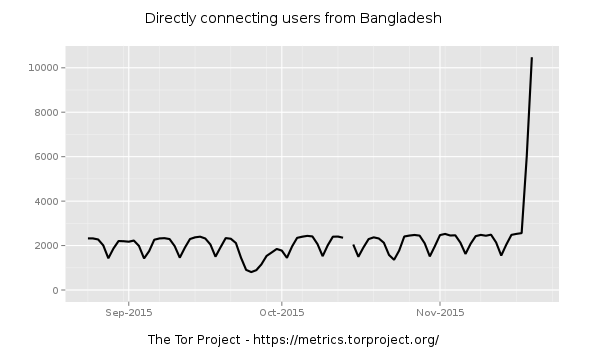 Directly connecting users from Bangladesh
10000
8000
6000
4000
2000
0
Sep-2015 Oct-2015 Nov-2015
The Tor Project - https://metrics.torproject.org/